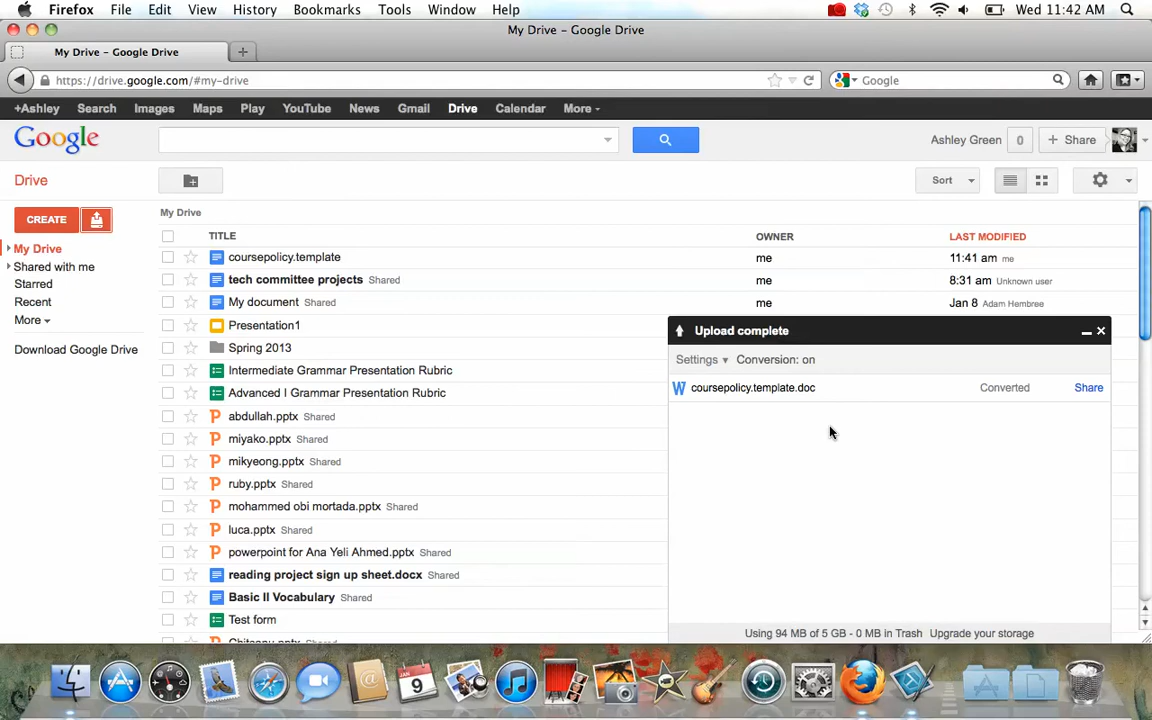 Firefox File Edit View History Bookmarks Tools Window Help Wed 11:42 AM
My Drive – Google Drive
My Drive – Google Drive
https://drive.google.com/#my-drive
Google
+Ashley Search Images Maps Play YouTube News Gmail Drive Calendar More
Google Ashley Green 0 + Share
Drive Sort
CREATE
My Drive
Shared with me
Starred
Recent
More
Download Google Drive
My Drive
TITLE OWNER LAST MODIFIED
coursepolicy.template me 11:41 am me
tech committee projects Shared me 8:31 am Unknown user
My document Shared me Jan 8 Adam Hembree
Presentation1
Spring 2013
Intermediate Grammar Presentation Rubric
Advanced I Grammar Presentation Rubric
abdullah.pptx Shared
miyako.pptx Shared
mikyeong.pptx Shared
ruby.pptx Shared
mohammed obi mortada.pptx Shared
luca.pptx Shared
powerpoint for Ana Yeli Ahmed.pptx Shared
reading project sign up sheet.docx Shared
Basic II Vocabulary Shared
Test form
Upload complete
Settings Conversion: on
W coursepolicy.template.doc Converted Share
Using 94 MB of 5 GB - 0 MB in Trash Upgrade your storage
9